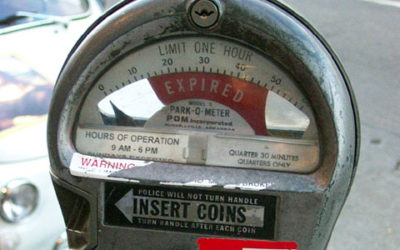 LIMIT ONE HOUR
0 10 20 30 40 50
EXPIRED
PARK-O-METER
POM Incorporated
HOURS OF OPERATION
9 AM - 6 PM
QUARTER 30 MINUTES
QUARTERS ONLY
WARNING
POLICE WILL NOT TURN HANDLE
INSERT COINS
TURN HANDLE AFTER EACH COIN